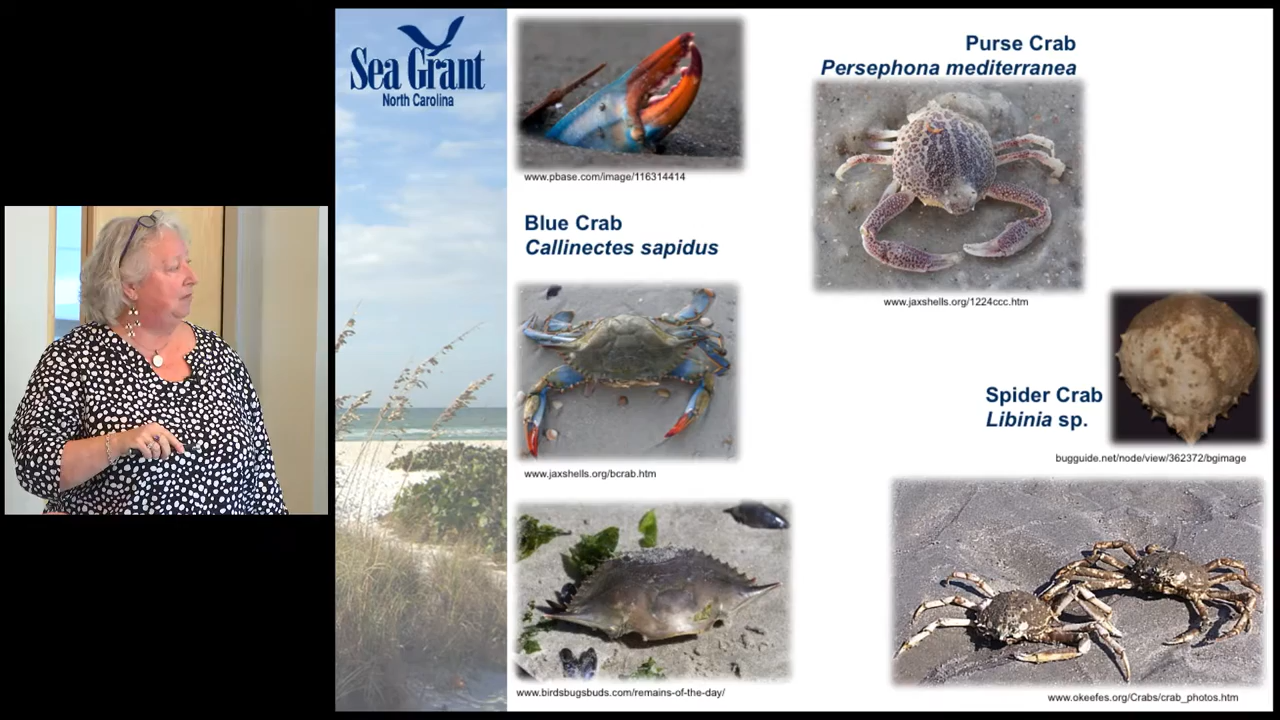 Sea Grant
North Carolina
www.pbase.com/image/116314414
Blue Crab
Callinectes sapidus
www.jaxshells.org/bcrab.htm
www.birdsbugsbuds.com/remains-of-the-day/
Purse Crab
Persephona mediterranea
www.jaxshells.org/1224ccc.htm
Spider Crab
Libinia sp.
bugguide.net/node/view/362372/bgimage
www.okeefes.org/Crabs/crab_photos.htm